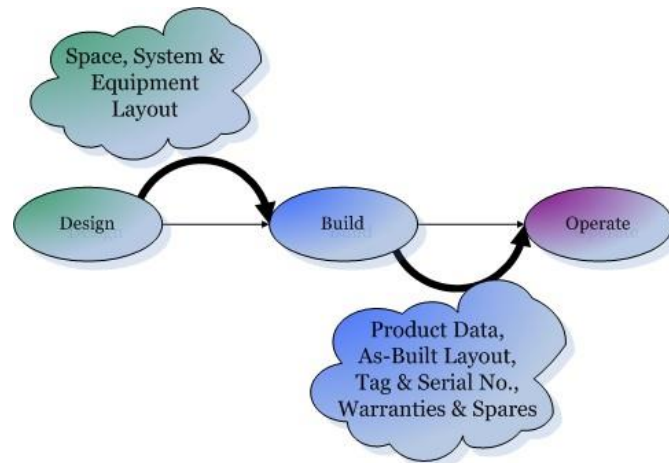 Space, System &
Equipment
Layout
Design
Build
Operate
Product Data,
As-Built Layout,
Tag & Serial No.,
Warranties & Spares